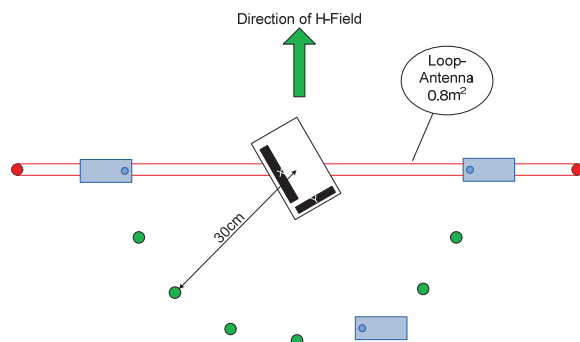 Direction of H-Field
Loop-
Antenna
0.8m²
30cm